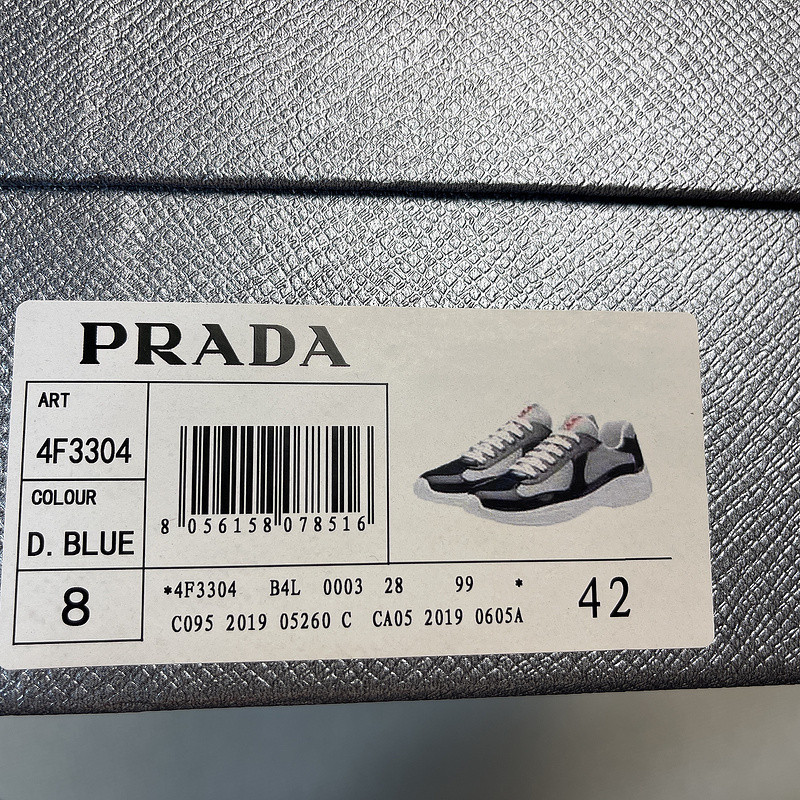 PRADA
ART
4F3304
COLOUR
D. BLUE
8
8 056158 078516
*4F3304 B4L 0003 28 99 *
C095 2019 05260 C CA05 2019 0605A
42